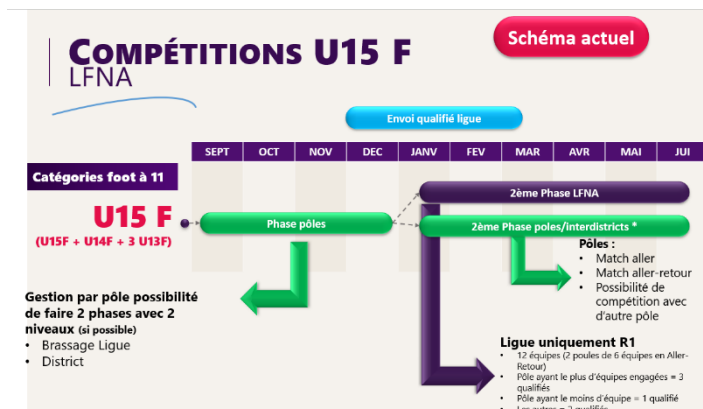 COMPÉTITIONS U15 F
LFNA
Schéma actuel
Envoi qualifié ligue
SEPT OCT NOV DEC JANV FEV MAR AVR MAI JUI
Catégories foot à 11
U15 F
(U15F + U14F + 3 U13F)
Phase pôles
2ème Phase LFNA
2ème Phase poles/interdistricts *
Pôles :
• Match aller
• Match aller-retour
• Possibilité de
compétition avec
d'autre pôle
Gestion par pôle possibilité
de faire 2 phases avec 2
niveaux (si possible)
• Brassage Ligue
• District
Ligue uniquement R1
• 12 équipes (2 poules de 6 équipes en Aller-
Retour)
• Pôle ayant le plus d'équipes engagées = 3
qualifiés
• Pôle ayant le moins d'équipe = 1 qualifié
• Les autres = 2 qualifiés